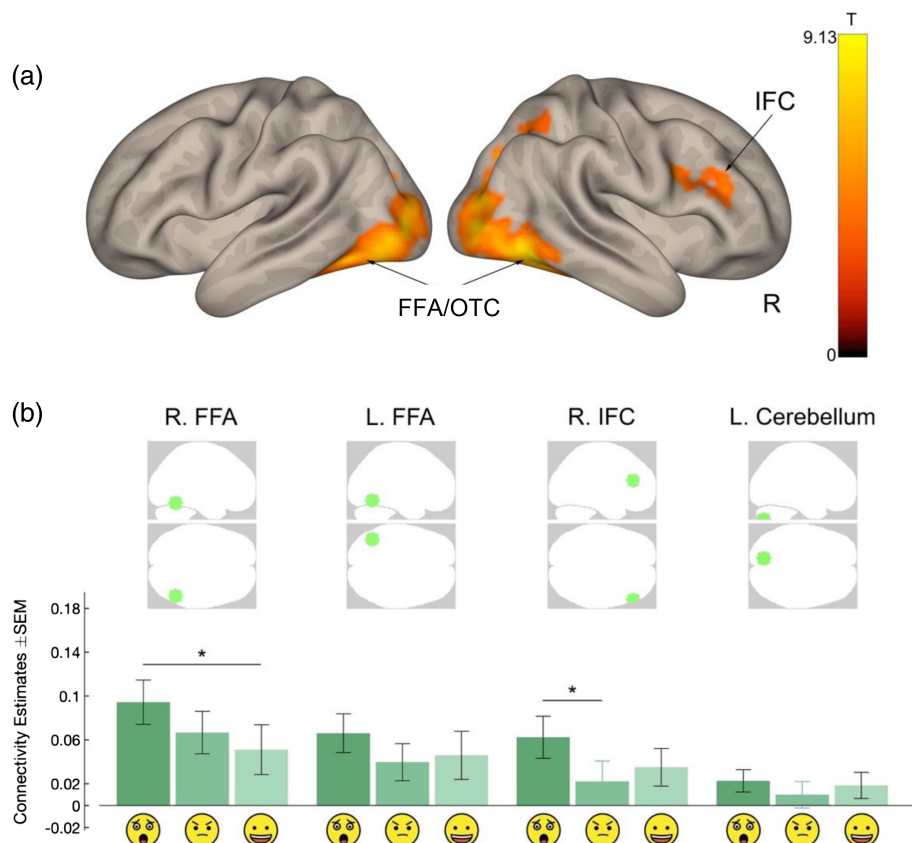 (a)
T
9.13
IFC
FFA/OTC
R
0
(b)
R. FFA
L. FFA
R. IFC
L. Cerebellum
Connectivity Estimates ±SEM
0.18
0.14
0.1
0.06
0.02
0
-0.02
*
*